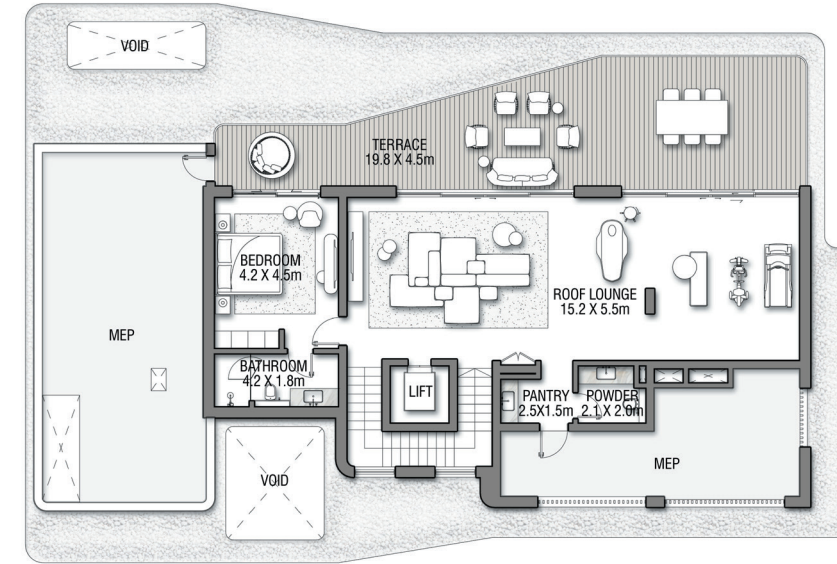 VOID
TERRACE
19.8 X 4.5m
BEDROOM
4.2 X 4.5m
ROOF LOUNGE
15.2 X 5.5m
MEP
BATHROOM
4.2 X 1.8m
LIFT
PANTRY
2.5X1.5m
POWDER
2.1 X 2.0m
MEP
VOID